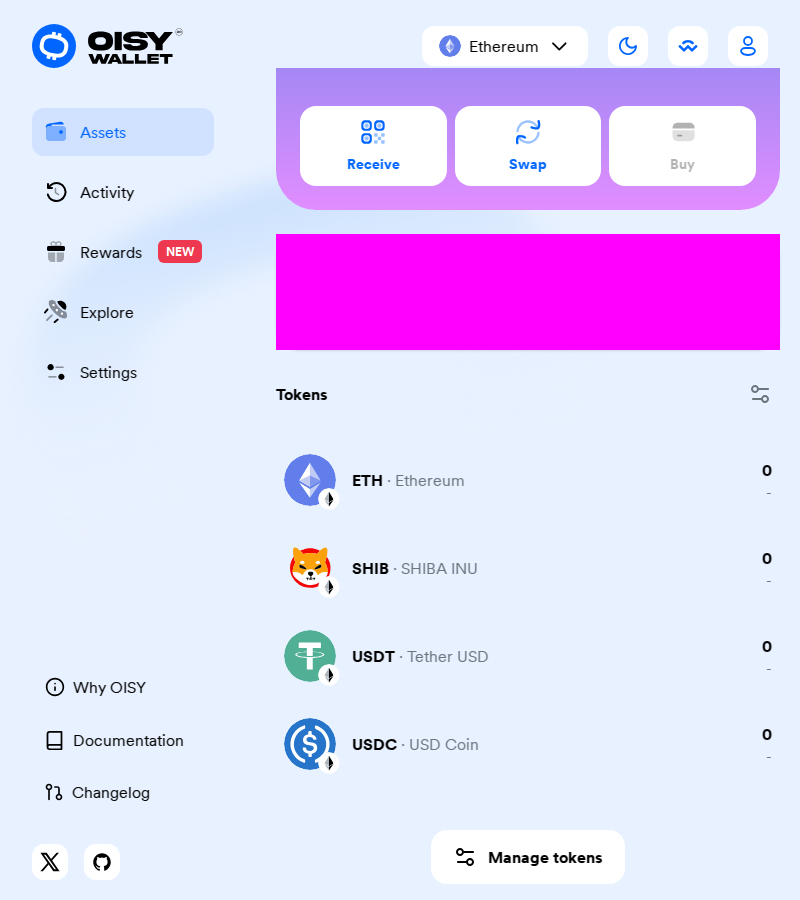 OISY
WALLET
Ethereum
Receive
Swap
Buy
Assets
Activity
Rewards NEW
Explore
Settings
Tokens
ETH · Ethereum
0
-
SHIB · SHIBA INU
0
-
USDT · Tether USD
0
-
USDC · USD Coin
0
-
Why OISY
Documentation
Changelog
Manage tokens